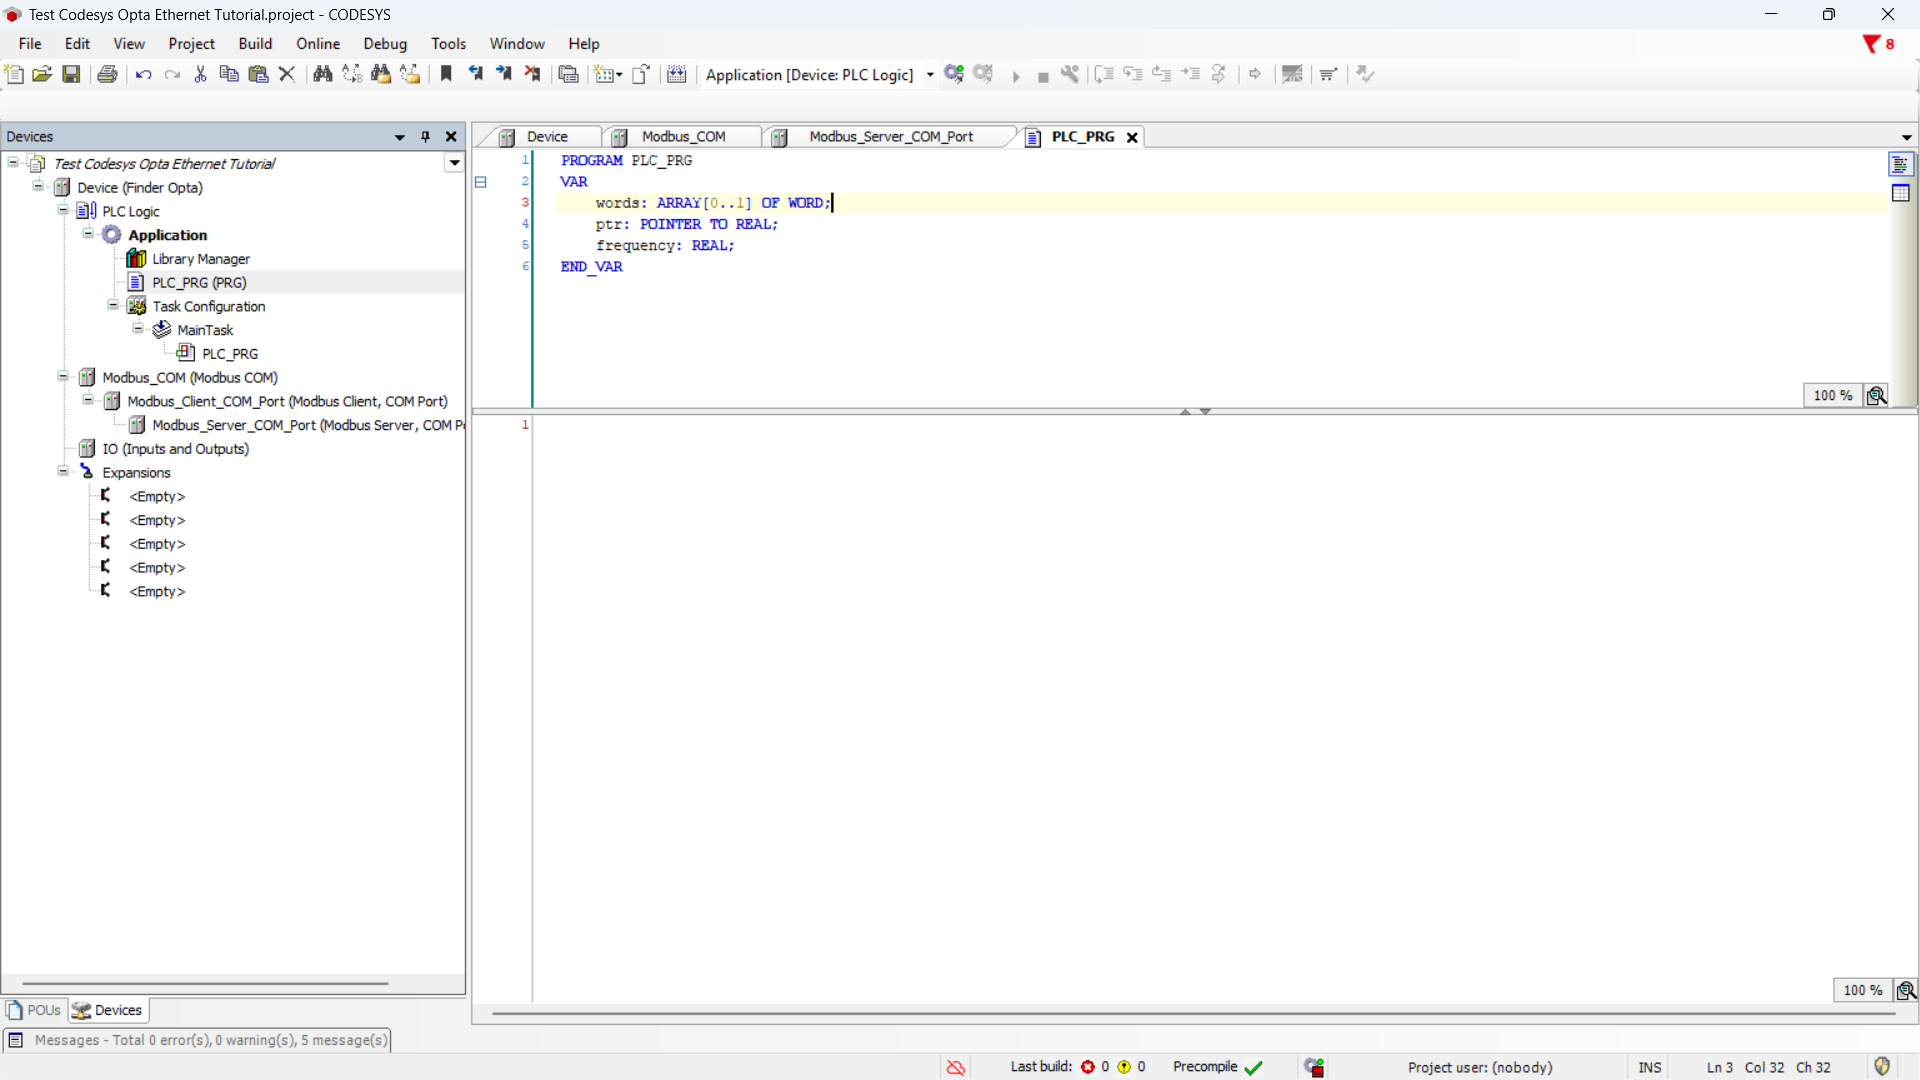 Test Codesys Opta Ethernet Tutorial.project - CODESYS
File Edit View Project Build Online Debug Tools Window Help
8
Application [Device: PLC Logic]
Devices
Test Codesys Opta Ethernet Tutorial
Device (Finder Opta)
PLC Logic
Application
Library Manager
PLC_PRG (PRG)
Task Configuration
MainTask
PLC_PRG
Modbus_COM (Modbus COM)
Modbus_Client_COM_Port (Modbus Client, COM Port)
Modbus_Server_COM_Port (Modbus Server, COM P
IO (Inputs and Outputs)
Expansions
<Empty>
<Empty>
<Empty>
<Empty>
<Empty>
POUs Devices
Device Modbus_COM Modbus_Server_COM_Port PLC_PRG
1 PROGRAM PLC_PRG
2 VAR
3 words: ARRAY[0..1] OF WORD;
4 ptr: POINTER TO REAL;
5 frequency: REAL;
6 END_VAR
100 %
1
100 %
Messages - Total 0 error(s), 0 warning(s), 5 message(s)
Last build: 0 0 Precompile Project user: (nobody) INS Ln 3 Col 32 Ch 32